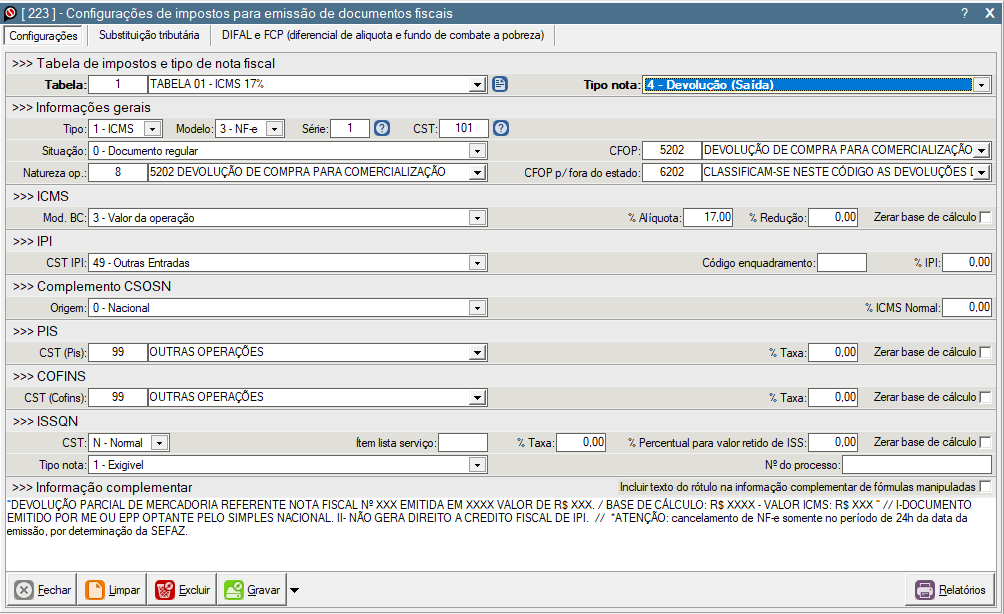 [ 223 ] - Configurações de impostos para emissão de documentos fiscais ? X
Configurações Substituição tributária DIFAL e FCP (diferencial de aliquota e fundo de combate a pobreza)
>>> Tabela de impostos e tipo de nota fiscal
Tabela: 1 TABELA 01 - ICMS 17% Tipo nota: 4 - Devolução (Saída)
>>> Informações gerais
Tipo: 1 - ICMS Modelo: 3 - NF-e Série: 1 ? CST: 101 ?
Situação: 0 - Documento regular CFOP: 5202 DEVOLUÇÃO DE COMPRA PARA COMERCIALIZAÇÃO
Natureza op.: 8 5202 DEVOLUÇÃO DE COMPRA PARA COMERCIALIZAÇÃO CFOP p/ fora do estado: 6202 CLASSIFICAM-SE NESTE CÓDIGO AS DEVOLUÇÕES D
>>> ICMS
Mod. BC: 3 - Valor da operação % Alíquota: 17,00 % Redução: 0,00 Zerar base de cálculo
>>> IPI
CST IPI: 49 - Outras Entradas Código enquadramento: % IPI: 0,00
>>> Complemento CSOSN
Origem: 0 - Nacional % ICMS Normal: 0,00
>>> PIS
CST (Pis): 99 OUTRAS OPERAÇÕES % Taxa: 0,00 Zerar base de cálculo
>>> COFINS
CST (Cofins): 99 OUTRAS OPERAÇÕES % Taxa: 0,00 Zerar base de cálculo
>>> ISSQN
CST: N - Normal Ítem lista serviço: % Taxa: 0,00 % Percentual para valor retido de ISS: 0,00 Zerar base de cálculo
Tipo nota: 1 - Exigivel Nº do processo:
>>> Informação complementar Incluir texto do rótulo na informação complementar de fórmulas manipuladas
"DEVOLUÇÃO PARCIAL DE MERCADORIA REFERENTE NOTA FISCAL Nº XXX EMITIDA EM XXXX VALOR DE R$ XXX. / BASE DE CÁLCULO: R$ XXXX - VALOR ICMS: R$ XXX " // I-DOCUMENTO
EMITIDO POR ME OU EPP OPTANTE PELO SIMPLES NACIONAL. II- NÃO GERA DIREITO A CREDITO FISCAL DE IPI. // *ATENÇÃO: cancelamento de NF-e somente no período de 24h da data da
emissão, por determinação da SEFAZ.
Fechar Limpar Excluir Gravar Relatórios